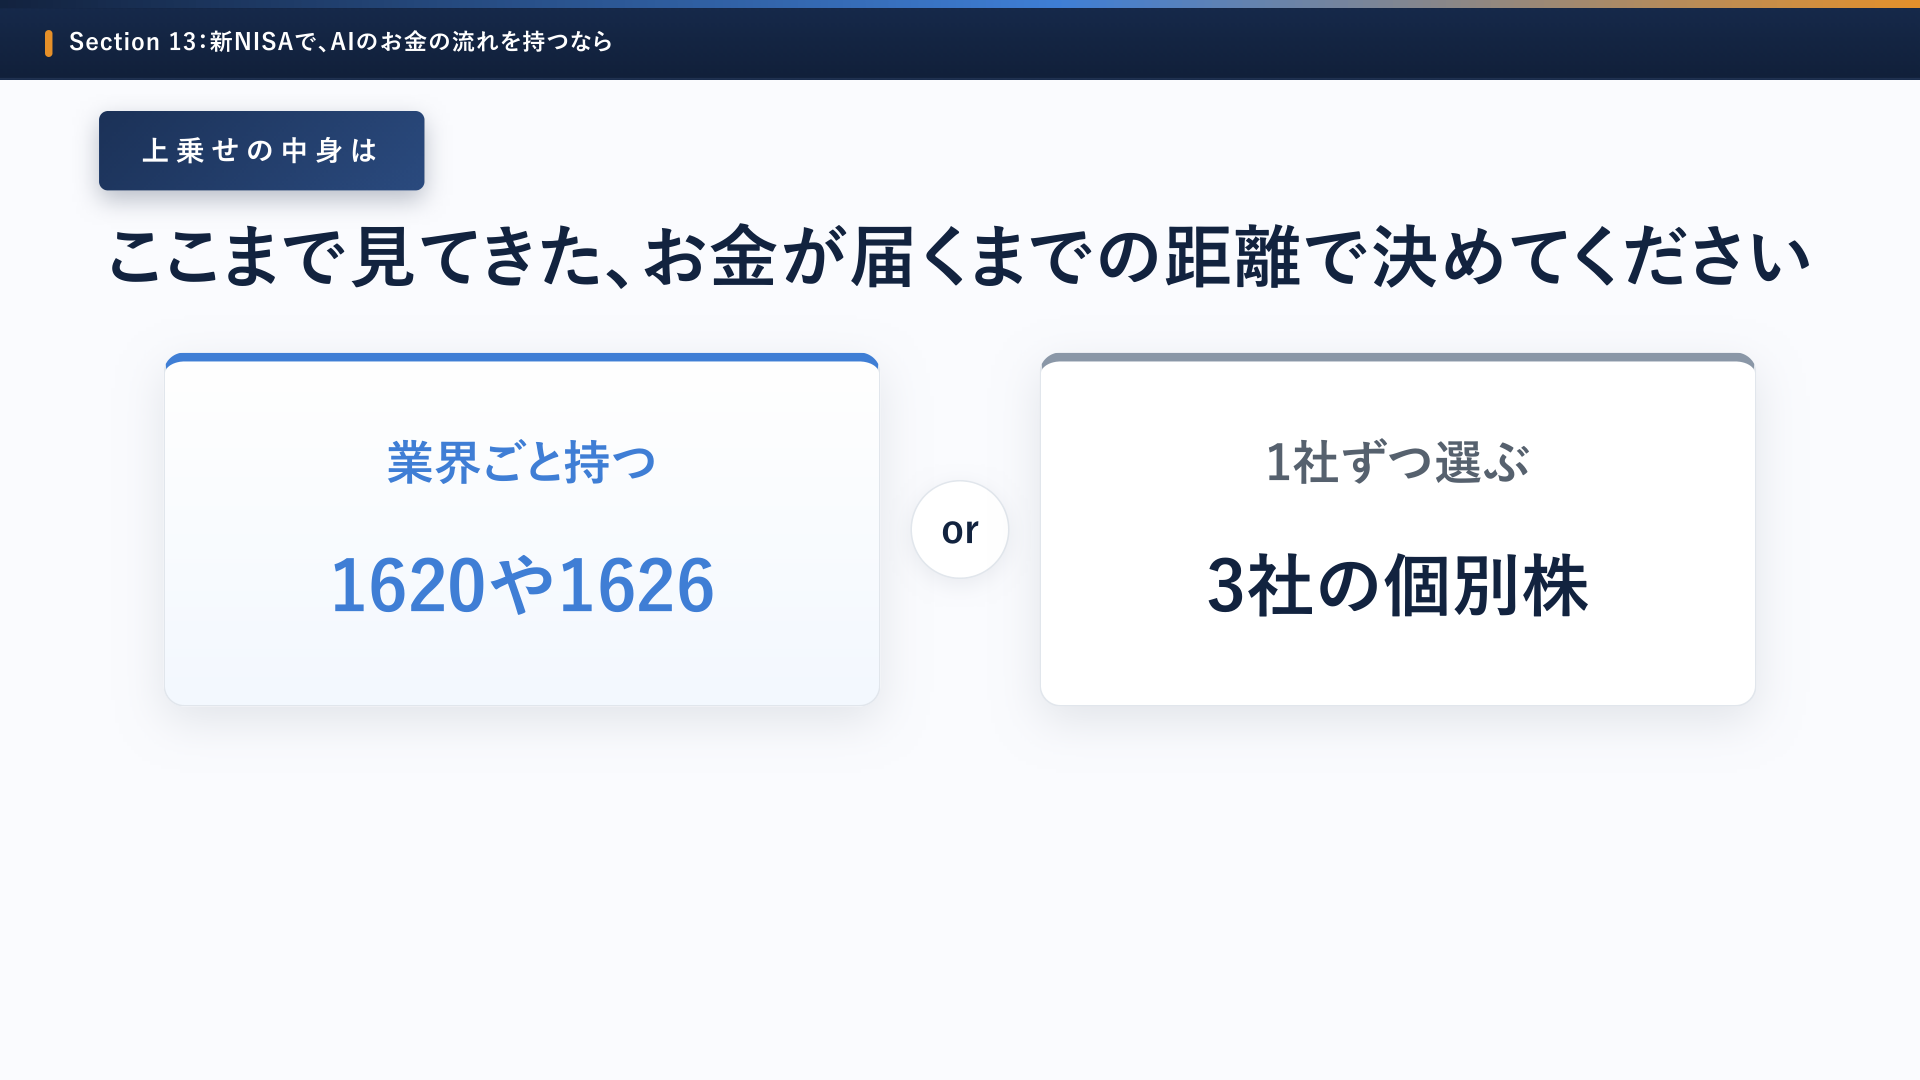 Section 13：新NISAで、AIのお金の流れを持つなら
上乗せの中身は
ここまで見てきた、お金が届くまでの距離で決めてください
業界ごと持つ
1620や1626
or
1社ずつ選ぶ
3社の個別株